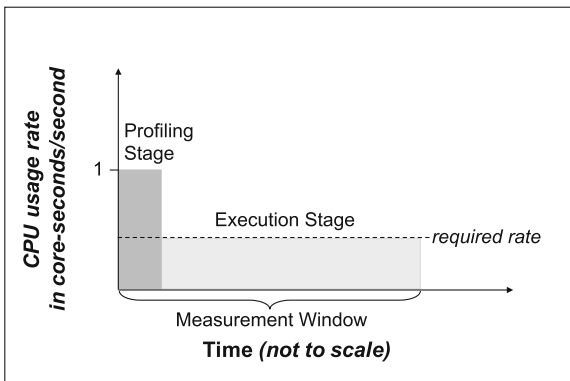 CPU usage rate
in core-seconds/second
Profiling
Stage
1
Execution Stage
required rate
Measurement Window
Time (not to scale)